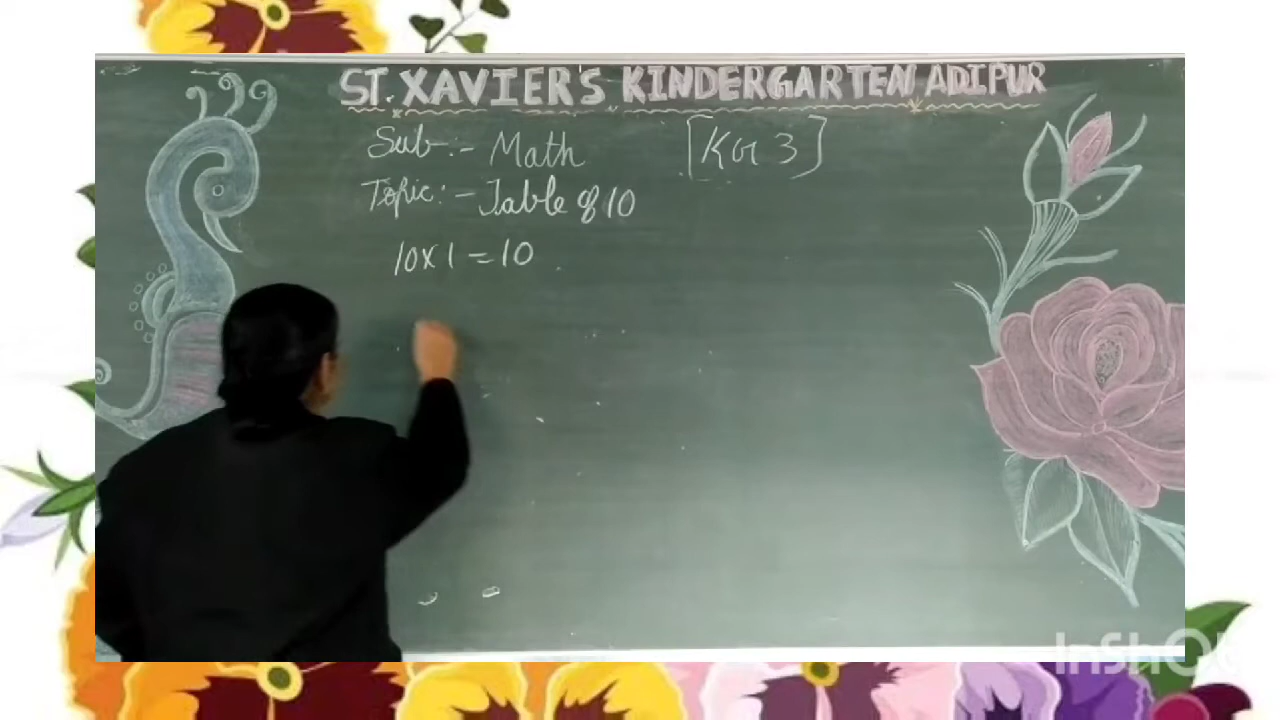 ST. XAVIER'S KINDERGARTEN ADIPUR
Sub:- Math [KG 3]
Topic:- Table of 10
10x1=10
InShot